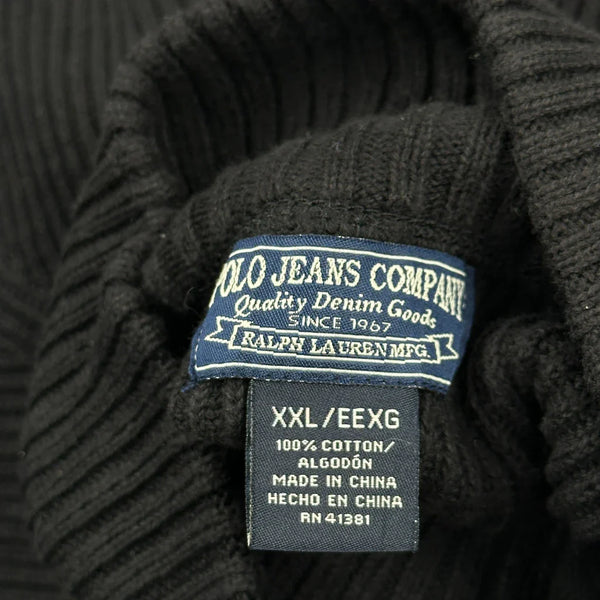 POLO JEANS COMPANY
Quality Denim Goods
SINCE 1967
RALPH LAUREN MFG.
XXL/EEXG
100% COTTON/
ALGODÓN
MADE IN CHINA
HECHO EN CHINA
RN 41381